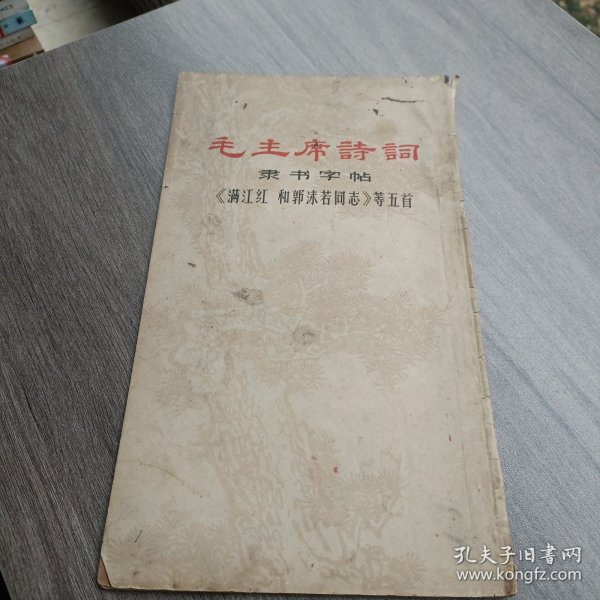 毛主席詩詞
隶书字帖
《满江红 和郭沫若同志》等五首
孔夫子旧书网
www.kongfz.com